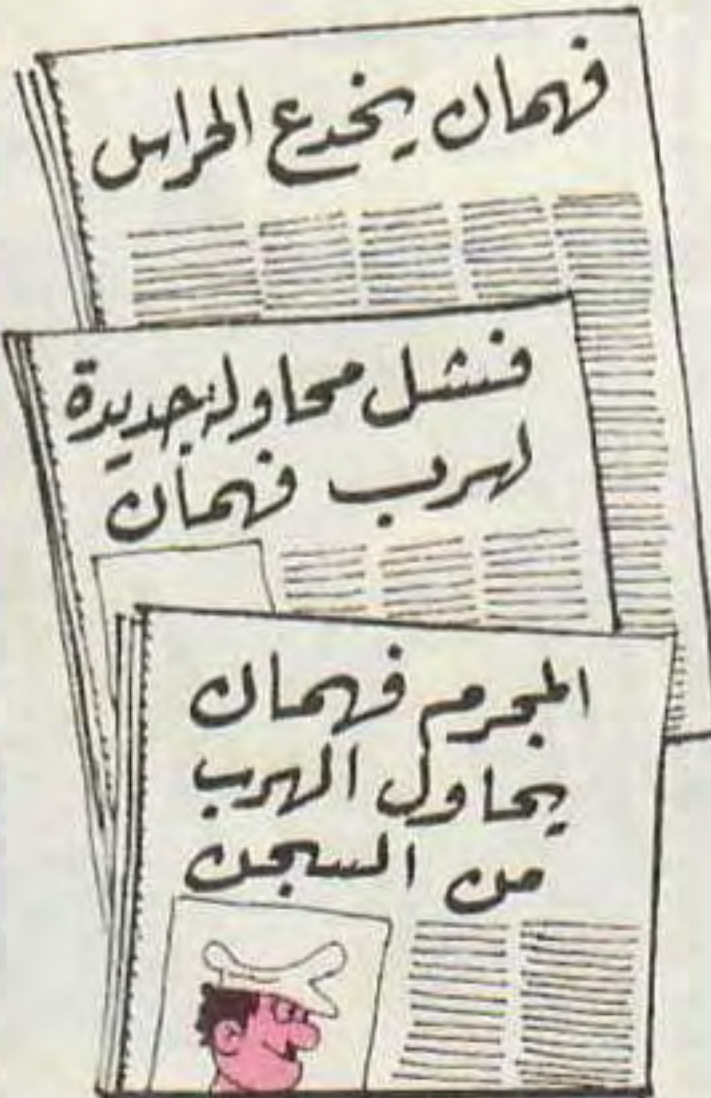 فهمان يخدع الحراس
فشل محاولة جديدة
لهرب فهمان
المجرم فهمان
يحاول الهرب
من السجن